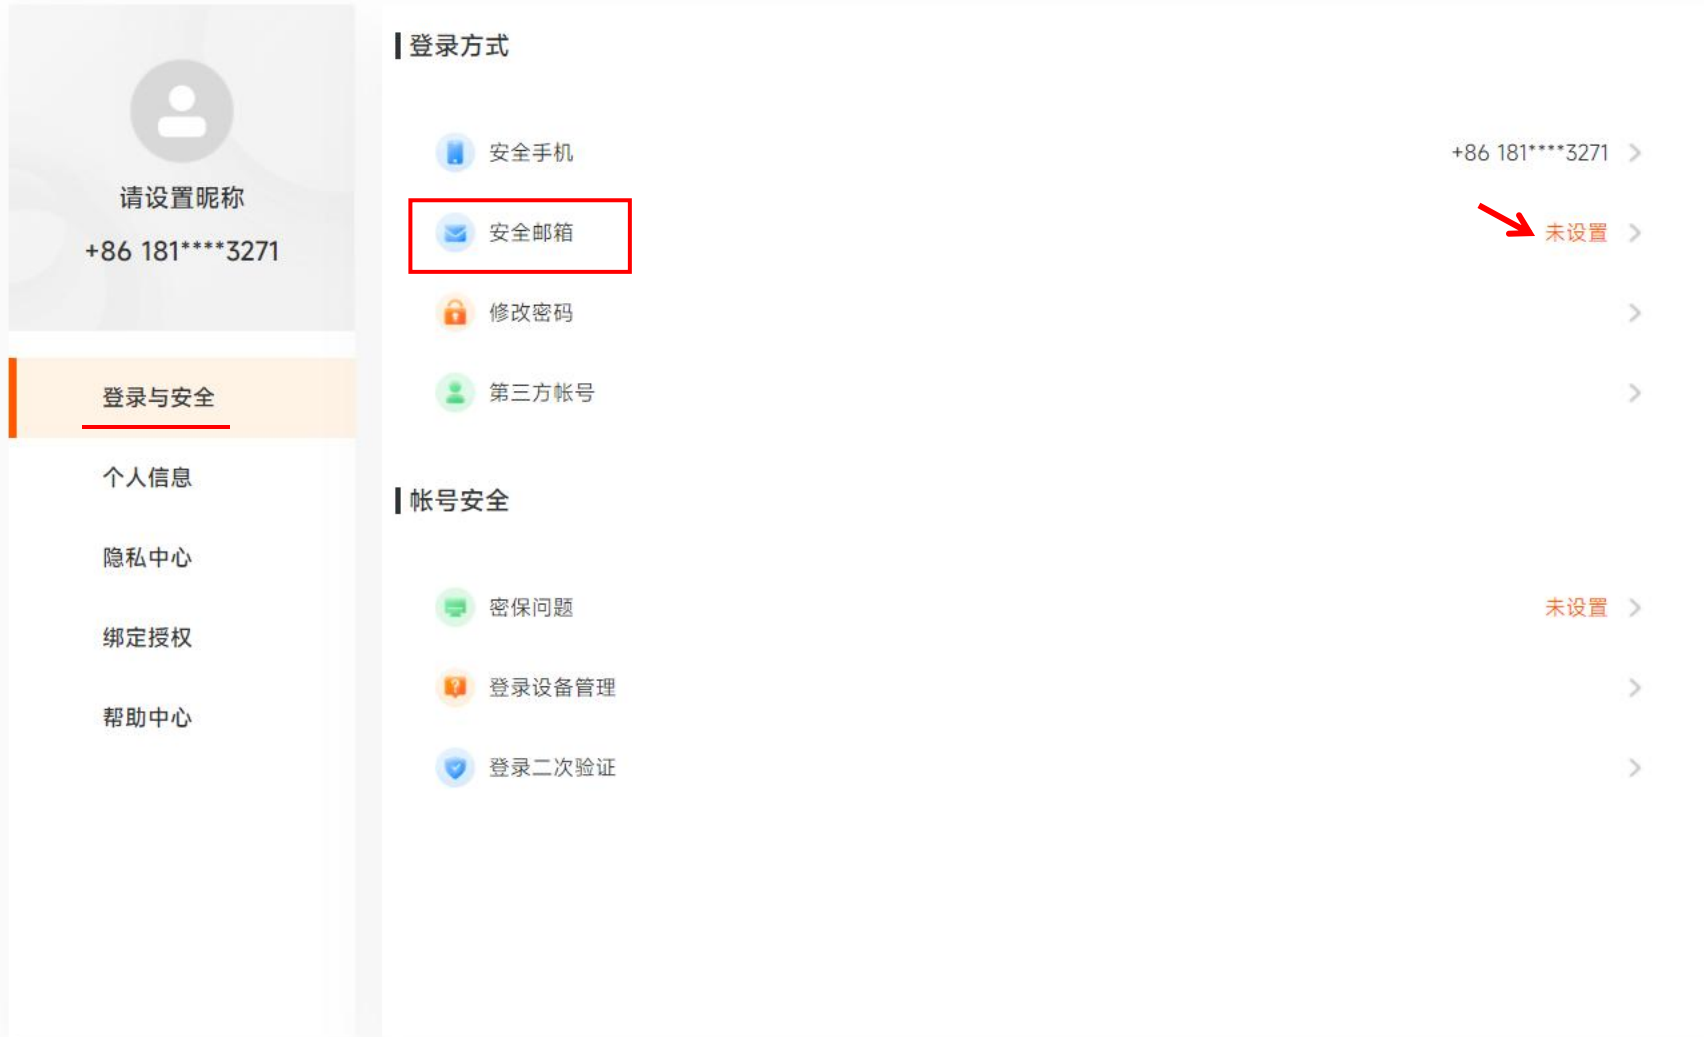 请设置昵称
+86 181****3271
登录与安全
个人信息
隐私中心
绑定授权
帮助中心
登录方式
安全手机
+86 181****3271
安全邮箱
未设置
修改密码
第三方帐号
帐号安全
密保问题
未设置
登录设备管理
登录二次验证